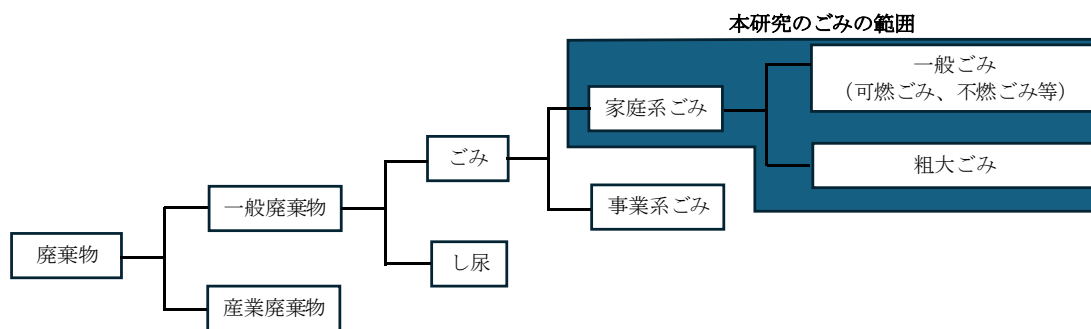 本研究のごみの範囲
一般ごみ
（可燃ごみ、不燃ごみ等）
家庭系ごみ
粗大ごみ
ごみ
事業系ごみ
一般廃棄物
し尿
廃棄物
産業廃棄物